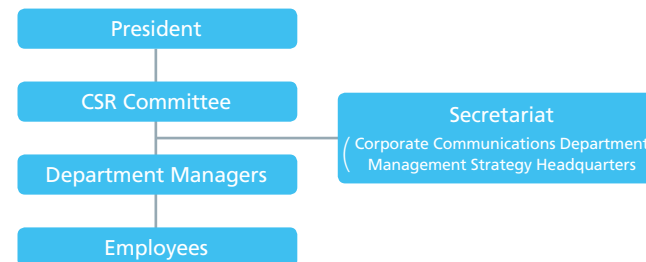 President
CSR Committee
Secretariat
(Corporate Communications Department
Management Strategy Headquarters
Department Managers
Employees